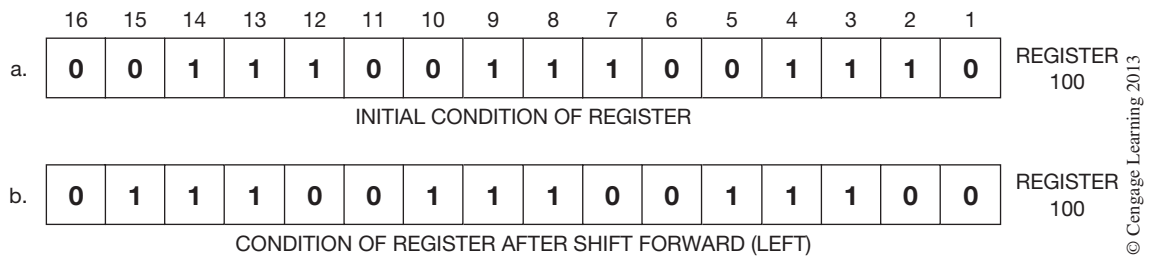 16 15 14 13 12 11 10 9 8 7 6 5 4 3 2 1
a. 0 0 1 1 1 0 0 1 1 1 0 0 1 1 1 0 REGISTER
100
INITIAL CONDITION OF REGISTER
b. 0 1 1 1 0 0 1 1 1 0 0 1 1 1 0 0 REGISTER
100
CONDITION OF REGISTER AFTER SHIFT FORWARD (LEFT)
© Cengage Learning 2013